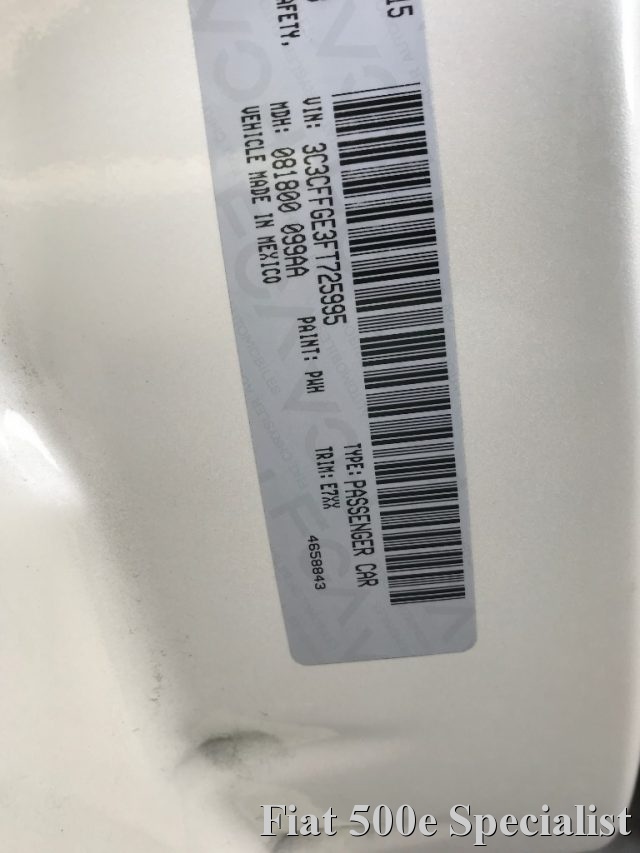 15
AFETY,
VIN: 3C3CFFGE3FT725995
TYPE: PASSENGER CAR
MDH: 081800 099AA
PAINT: PWH
TRIM: E7XX
VEHICLE MADE IN MEXICO
4658843
Fiat 500e Specialist